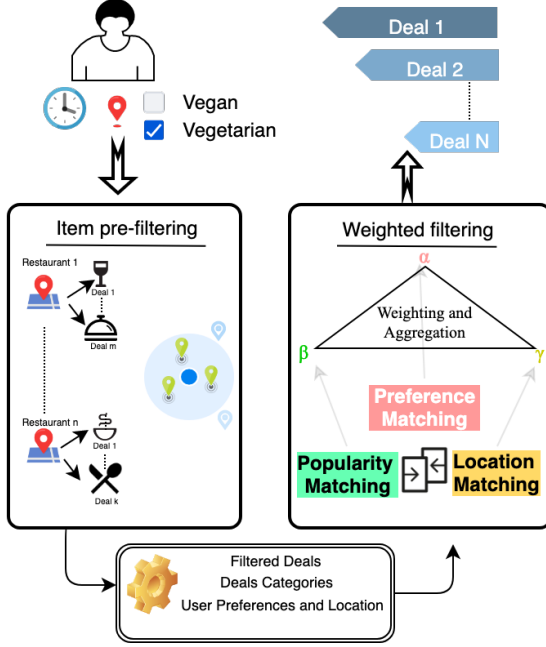 Vegan
Vegetarian
Deal 1
Deal 2
Deal N
Item pre-filtering
Restaurant 1
Deal 1
Deal m
Restaurant n
Deal 1
Deal k
Weighted filtering
α
Weighting and
Aggregation
β
γ
Preference
Matching
Popularity
Matching
Location
Matching
Filtered Deals
Deals Categories
User Preferences and Location